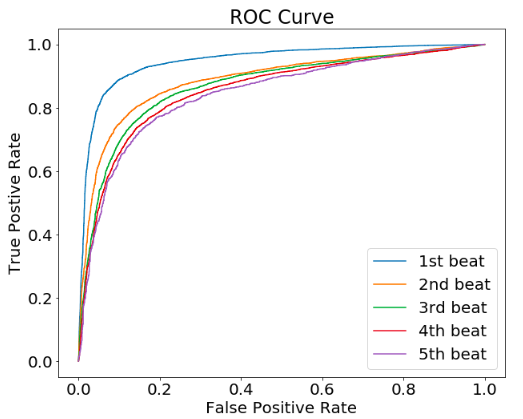 ROC Curve
True Postive Rate
1.0
0.8
0.6
0.4
0.2
0.0
1st beat
2nd beat
3rd beat
4th beat
5th beat
0.0 0.2 0.4 0.6 0.8 1.0
False Positive Rate